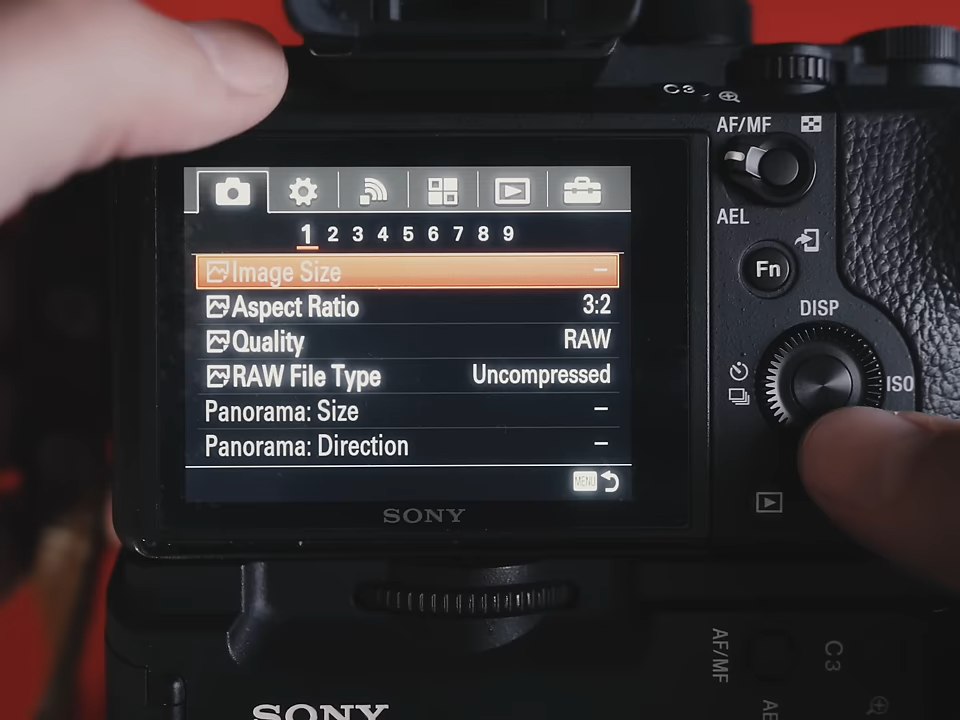 C3
AF/MF
AEL
Fn
DISP
ISO
1 2 3 4 5 6 7 8 9
Image Size –
Aspect Ratio 3:2
Quality RAW
RAW File Type Uncompressed
Panorama: Size –
Panorama: Direction –
MENU
SONY
AF/MF
C3
SONY